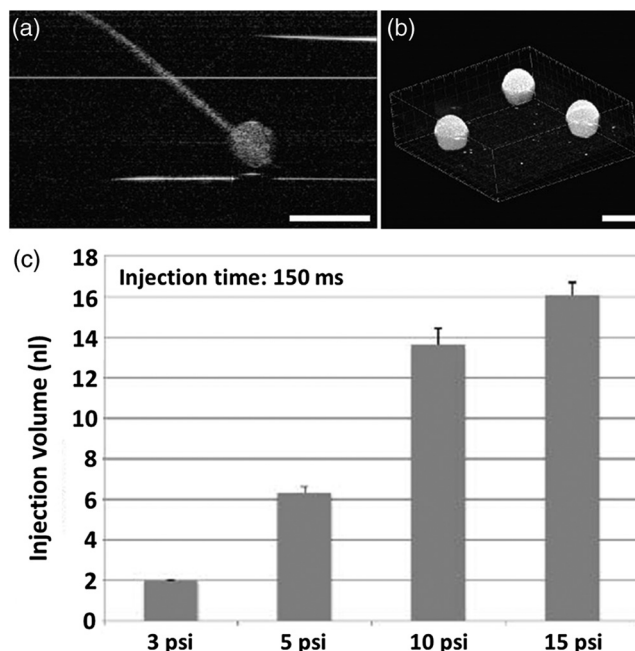 (a)
(b)
(c)
Injection time: 150 ms
Injection volume (nl)
18
16
14
12
10
8
6
4
2
0
3 psi
5 psi
10 psi
15 psi